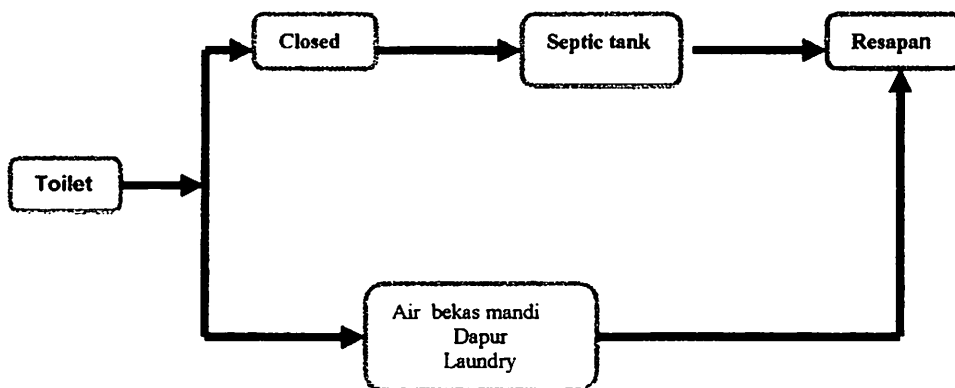 Closed
Septic tank
Resapan
Toilet
Air bekas mandi
Dapur
Laundry